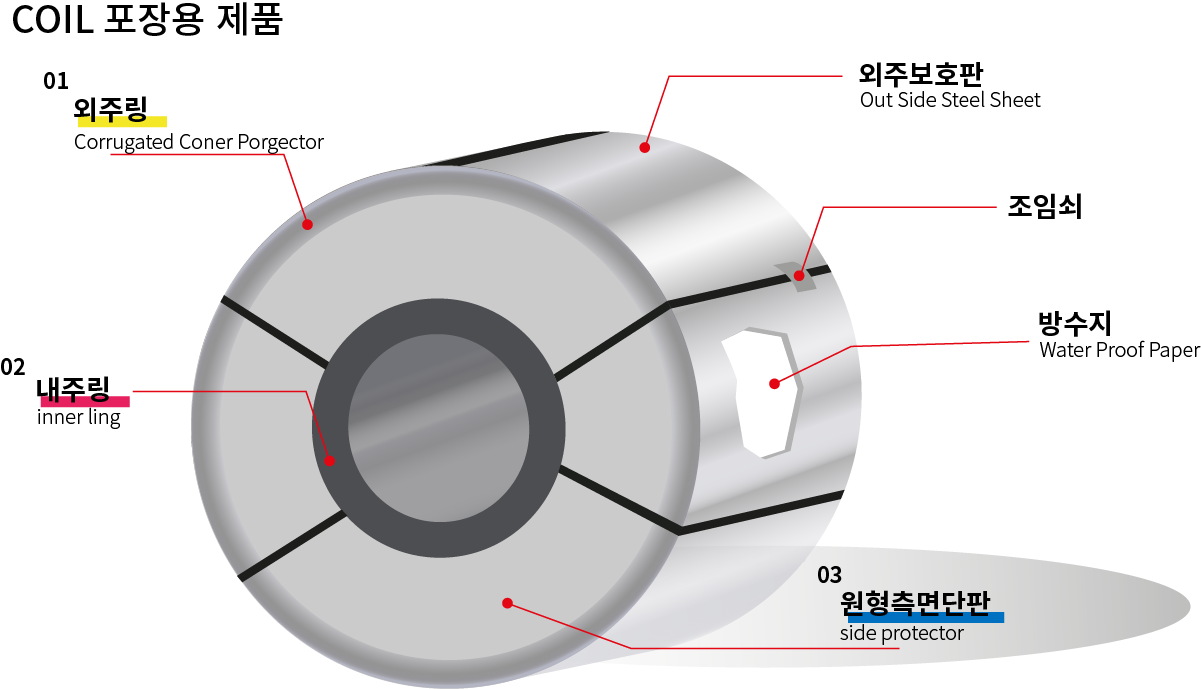 COIL 포장용 제품
01
외주링
Corrugated Coner Porgector
외주보호판
Out Side Steel Sheet
조임쇠
방수지
Water Proof Paper
02
내주링
inner ling
03
원형측면단판
side protector